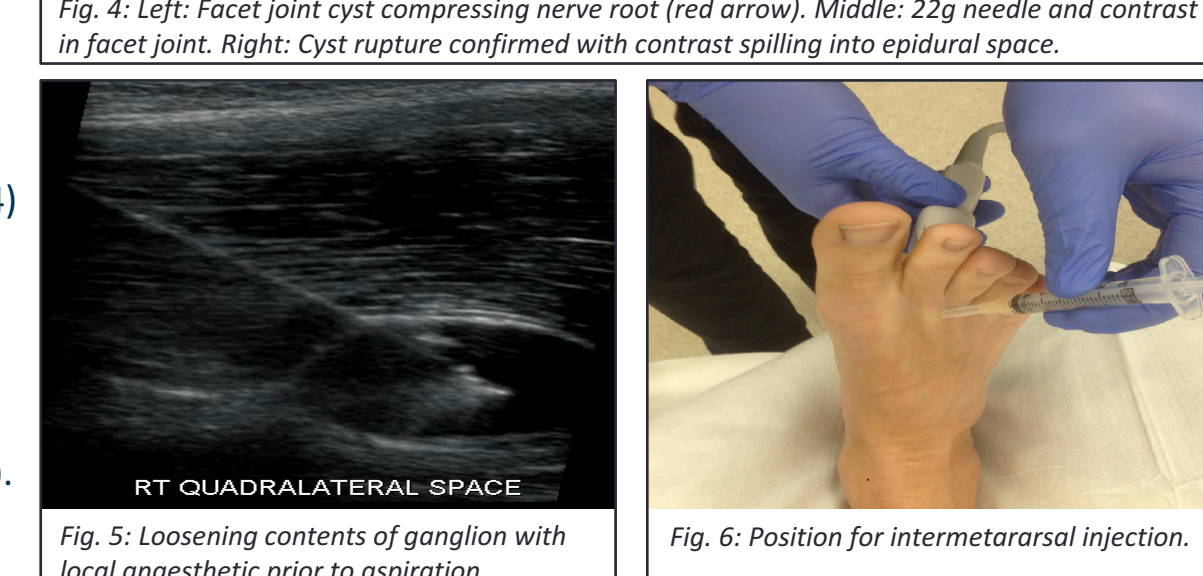 Fig. 4: Left: Facet joint cyst compressing nerve root (red arrow). Middle: 22g needle and contrast
in facet joint. Right: Cyst rupture confirmed with contrast spilling into epidural space.
4)
).
RT QUADRALATERAL SPACE
Fig. 5: Loosening contents of ganglion with
local anaesthetic prior to aspiration
Fig. 6: Position for intermetararsal injection.